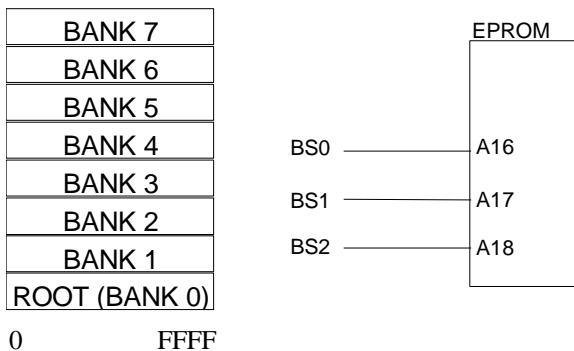 BANK 7
BANK 6
BANK 5
BANK 4
BANK 3
BANK 2
BANK 1
ROOT (BANK 0)
0 FFFF
EPROM
BS0 A16
BS1 A17
BS2 A18